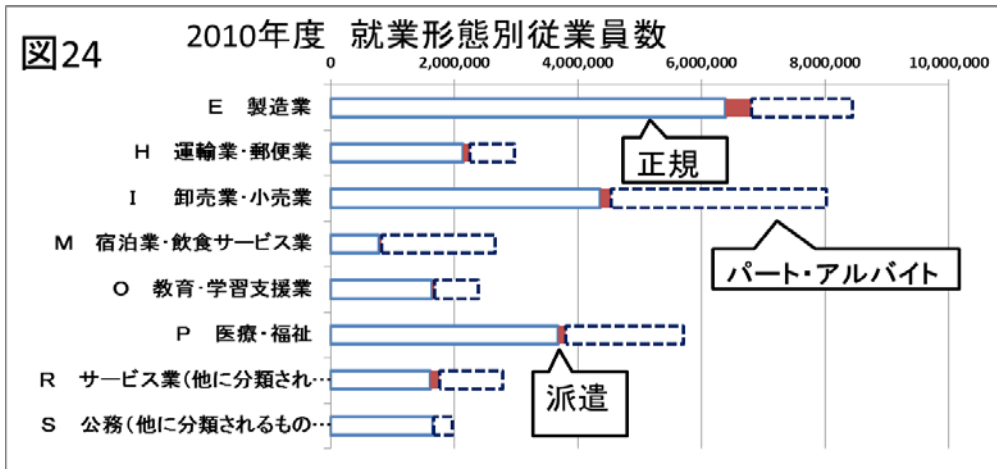 図24
2010年度 就業形態別従業員数
0 2,000,000 4,000,000 6,000,000 8,000,000 10,000,000
E 製造業
正規
H 運輸業・郵便業
I 卸売業・小売業
M 宿泊業・飲食サービス業
パート・アルバイト
O 教育・学習支援業
P 医療・福祉
R サービス業(他に分類され…
派遣
S 公務(他に分類されるもの…